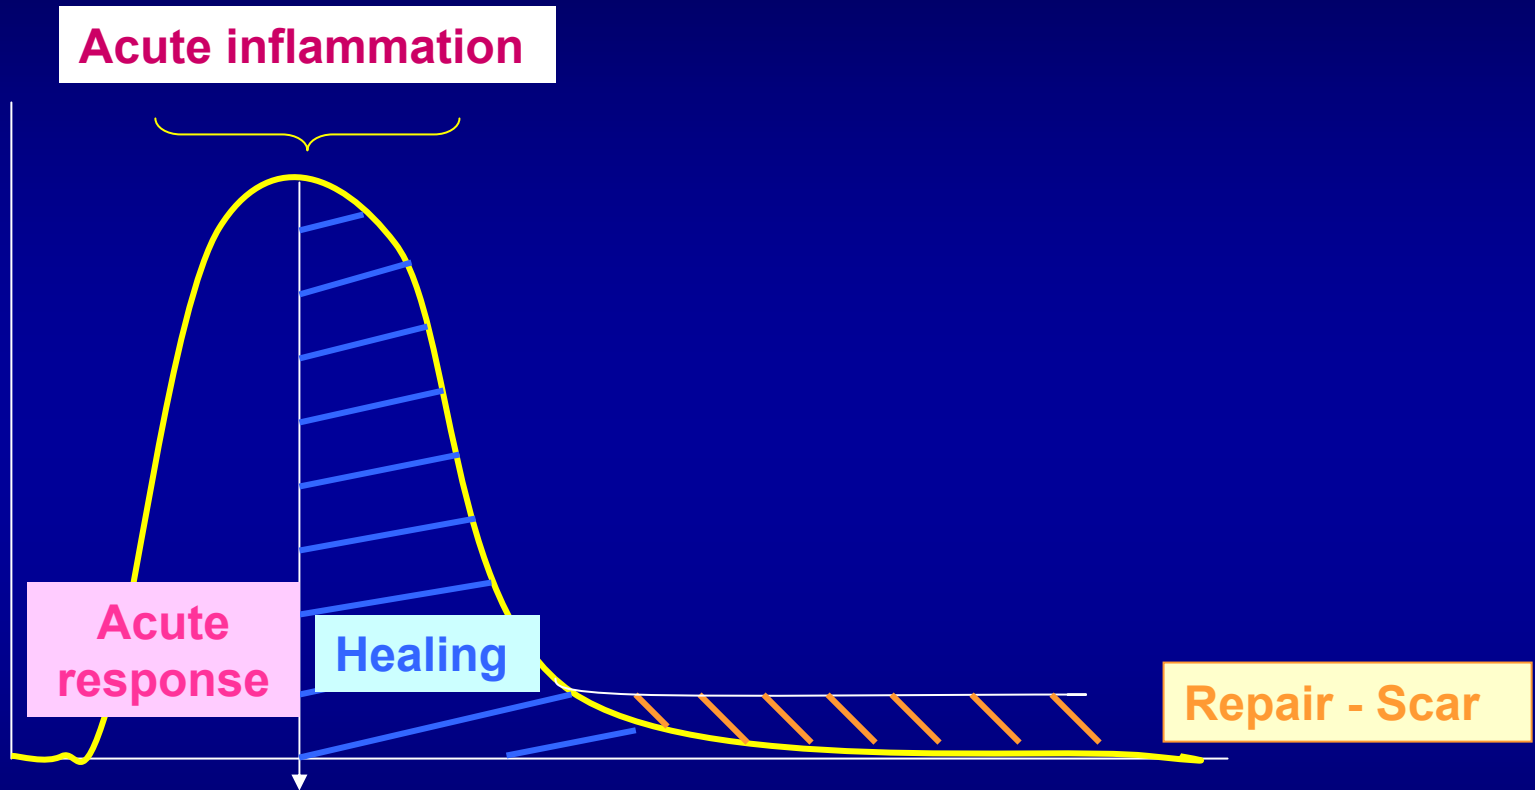 Acute inflammation
Acute
response
Healing
Repair - Scar